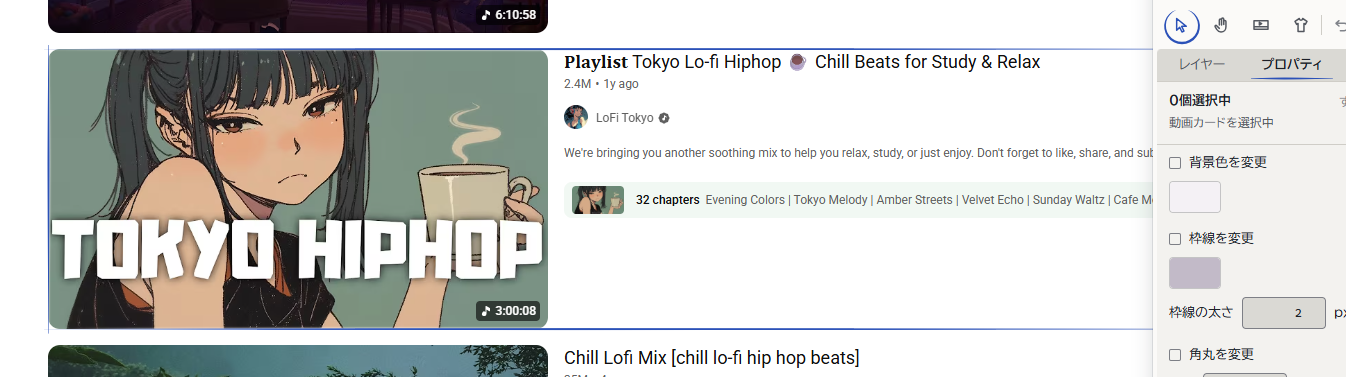 6:10:58
TOKYO HIPHOP
3:00:08
Playlist Tokyo Lo-fi Hiphop Chill Beats for Study & Relax
2.4M • 1y ago
LoFi Tokyo
We're bringing you another soothing mix to help you relax, study, or just enjoy. Don't forget to like, share, and sub
32 chapters Evening Colors | Tokyo Melody | Amber Streets | Velvet Echo | Sunday Waltz | Cafe M
Chill Lofi Mix [chill lo-fi hip hop beats]
レイヤー
プロパティ
0個選択中
動画カードを選択中
背景色を変更
枠線を変更
枠線の太さ 2 px
角丸を変更